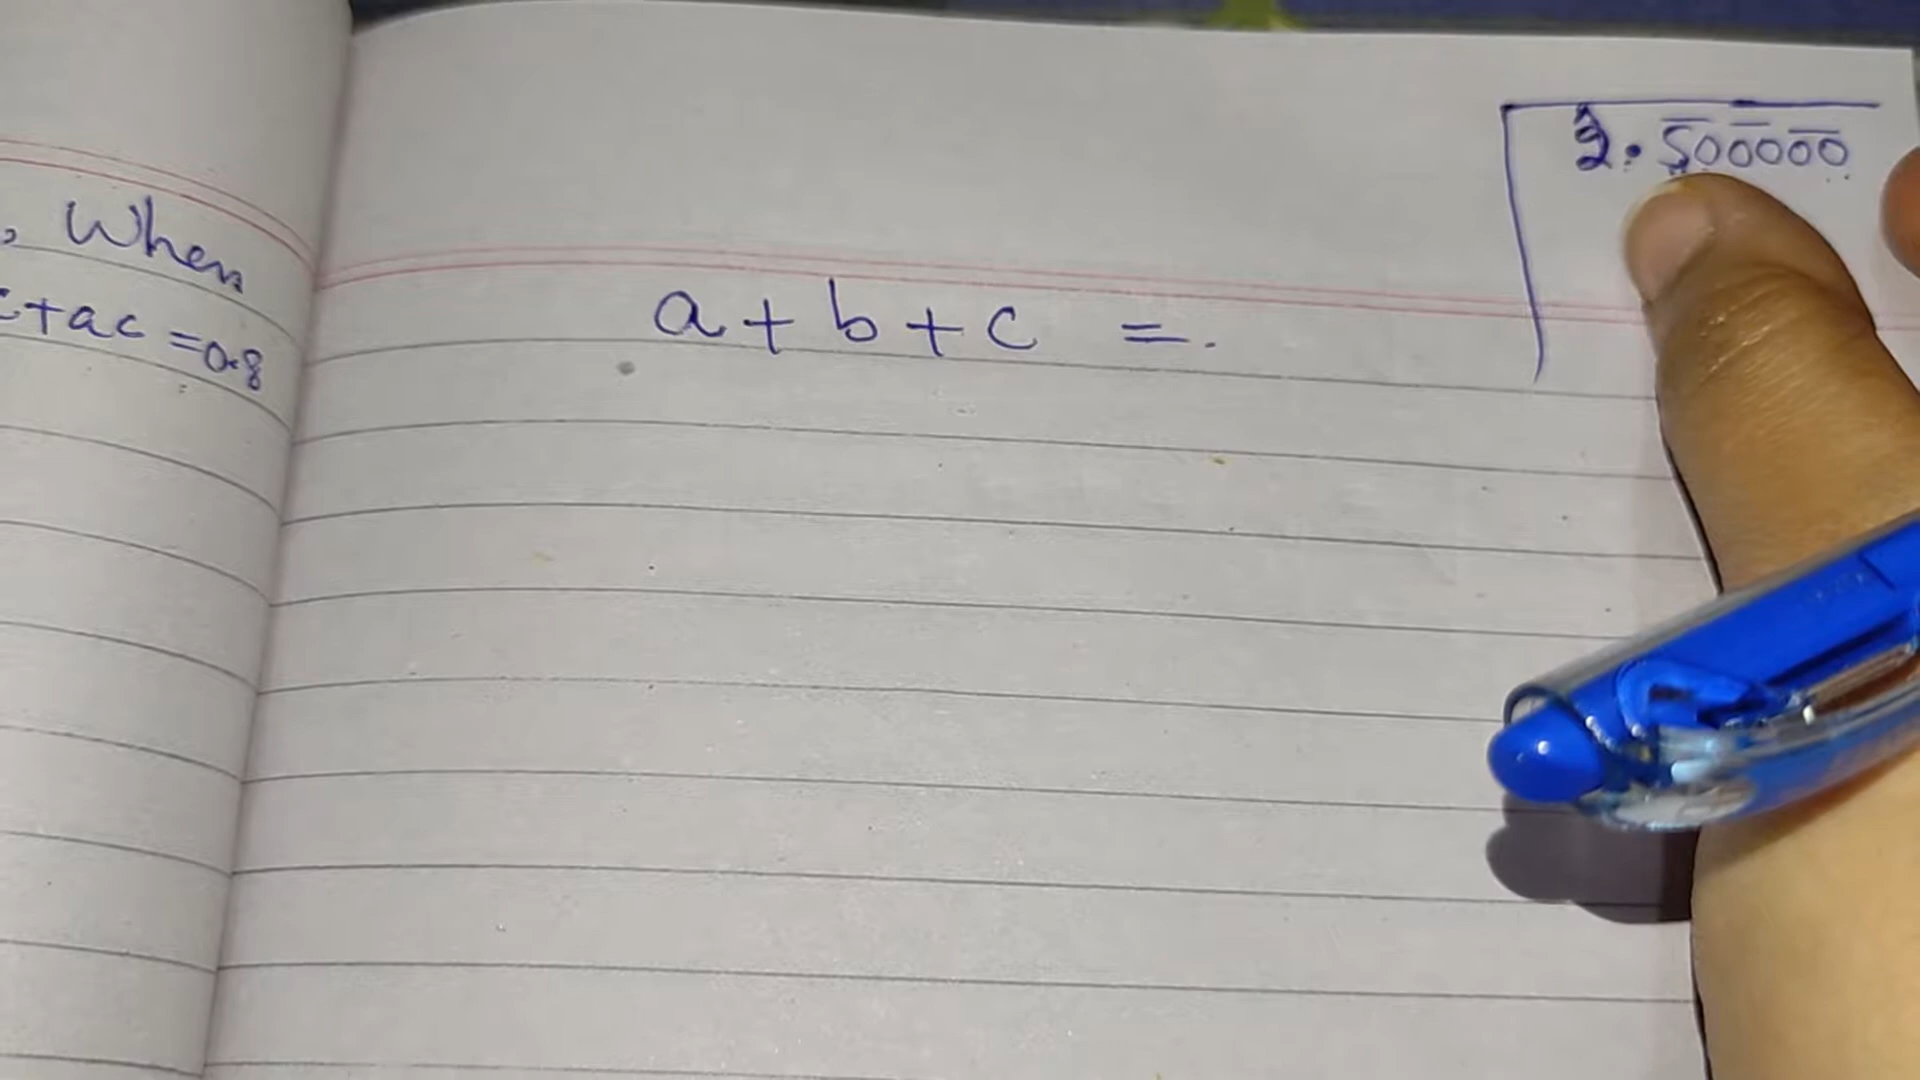 , When
c+ac =0.8
a + b + c =.
2. 500000